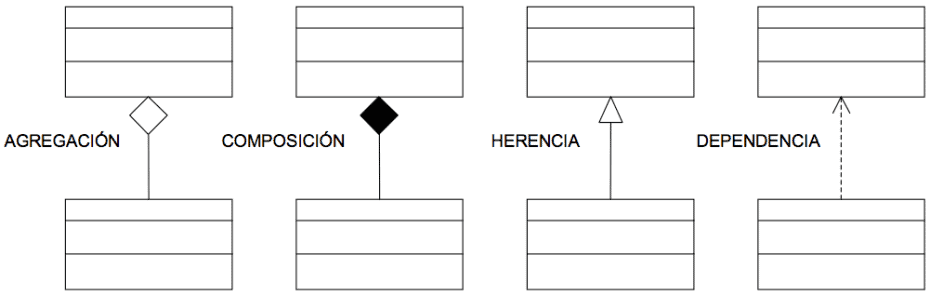 AGREGACIÓN
COMPOSICIÓN
HERENCIA
DEPENDENCIA